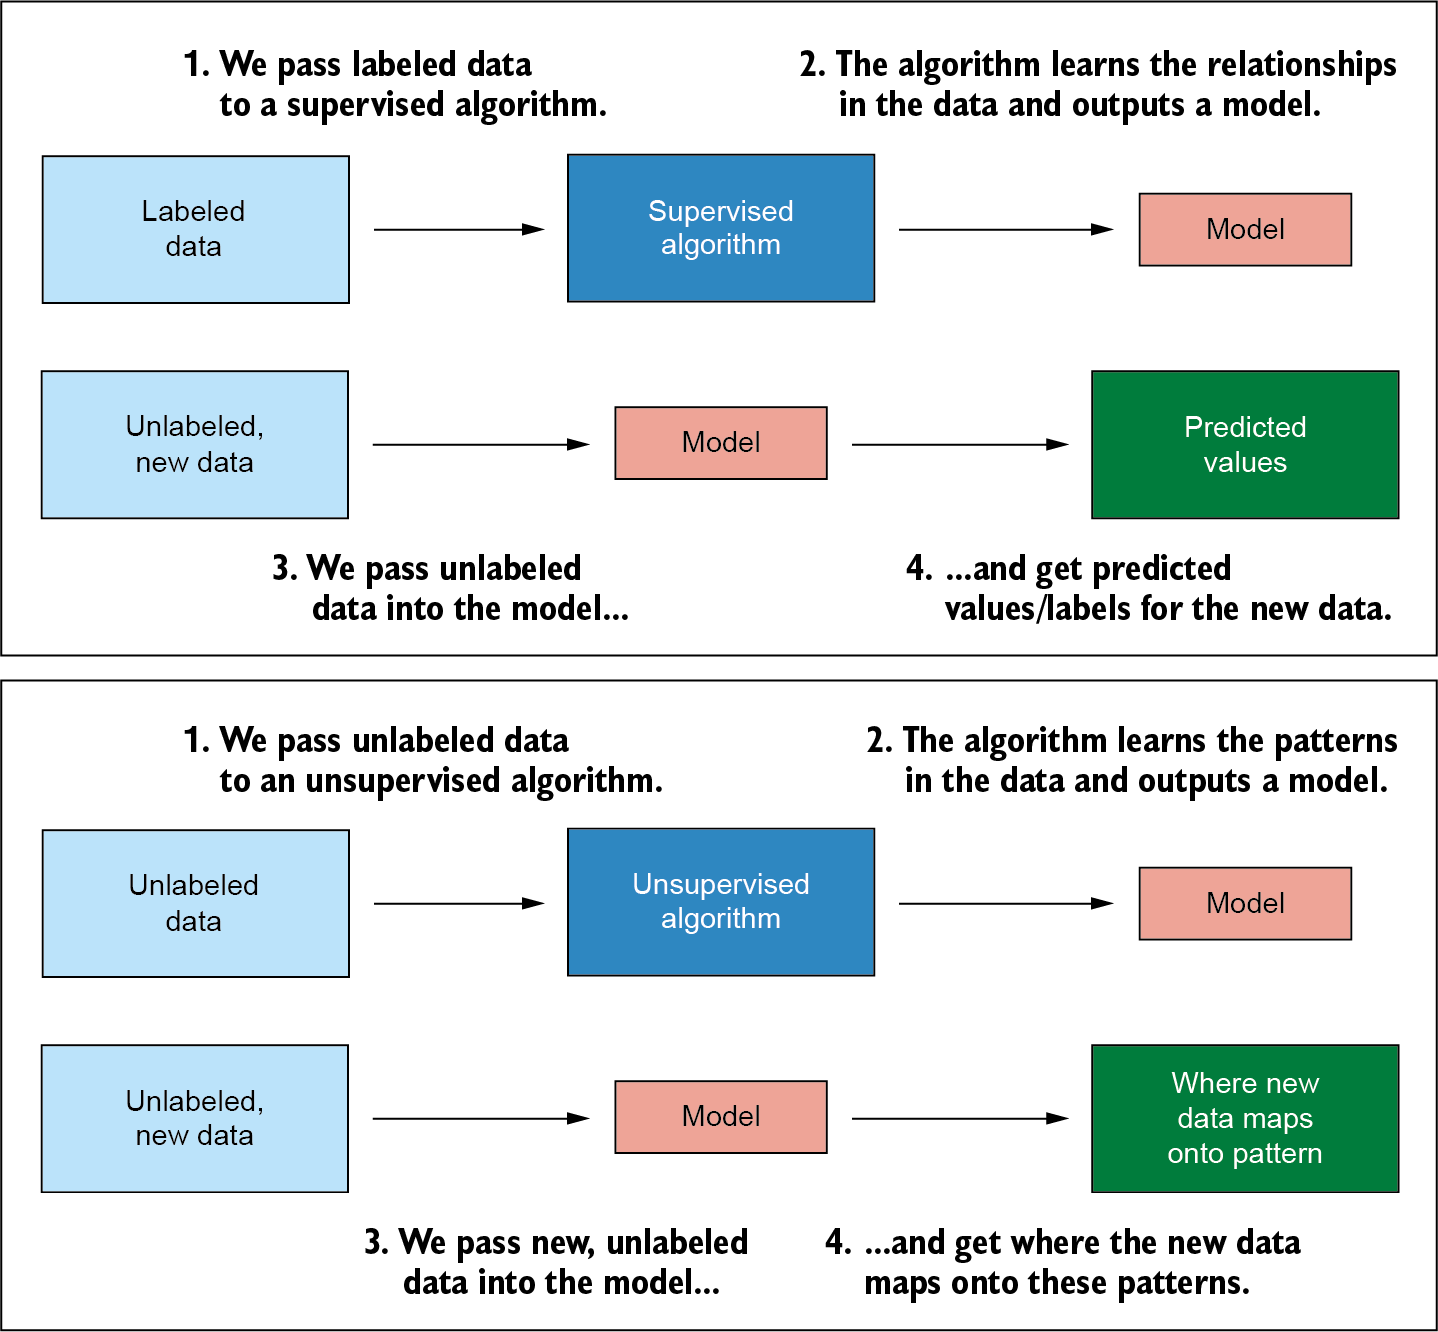 1. We pass labeled data
to a supervised algorithm.
2. The algorithm learns the relationships
in the data and outputs a model.
Labeled
data
Supervised
algorithm
Model
Unlabeled,
new data
Model
Predicted
values
3. We pass unlabeled
data into the model...
4. ...and get predicted
values/labels for the new data.
1. We pass unlabeled data
to an unsupervised algorithm.
2. The algorithm learns the patterns
in the data and outputs a model.
Unlabeled
data
Unsupervised
algorithm
Model
Unlabeled,
new data
Model
Where new
data maps
onto pattern
3. We pass new, unlabeled
data into the model...
4. ...and get where the new data
maps onto these patterns.